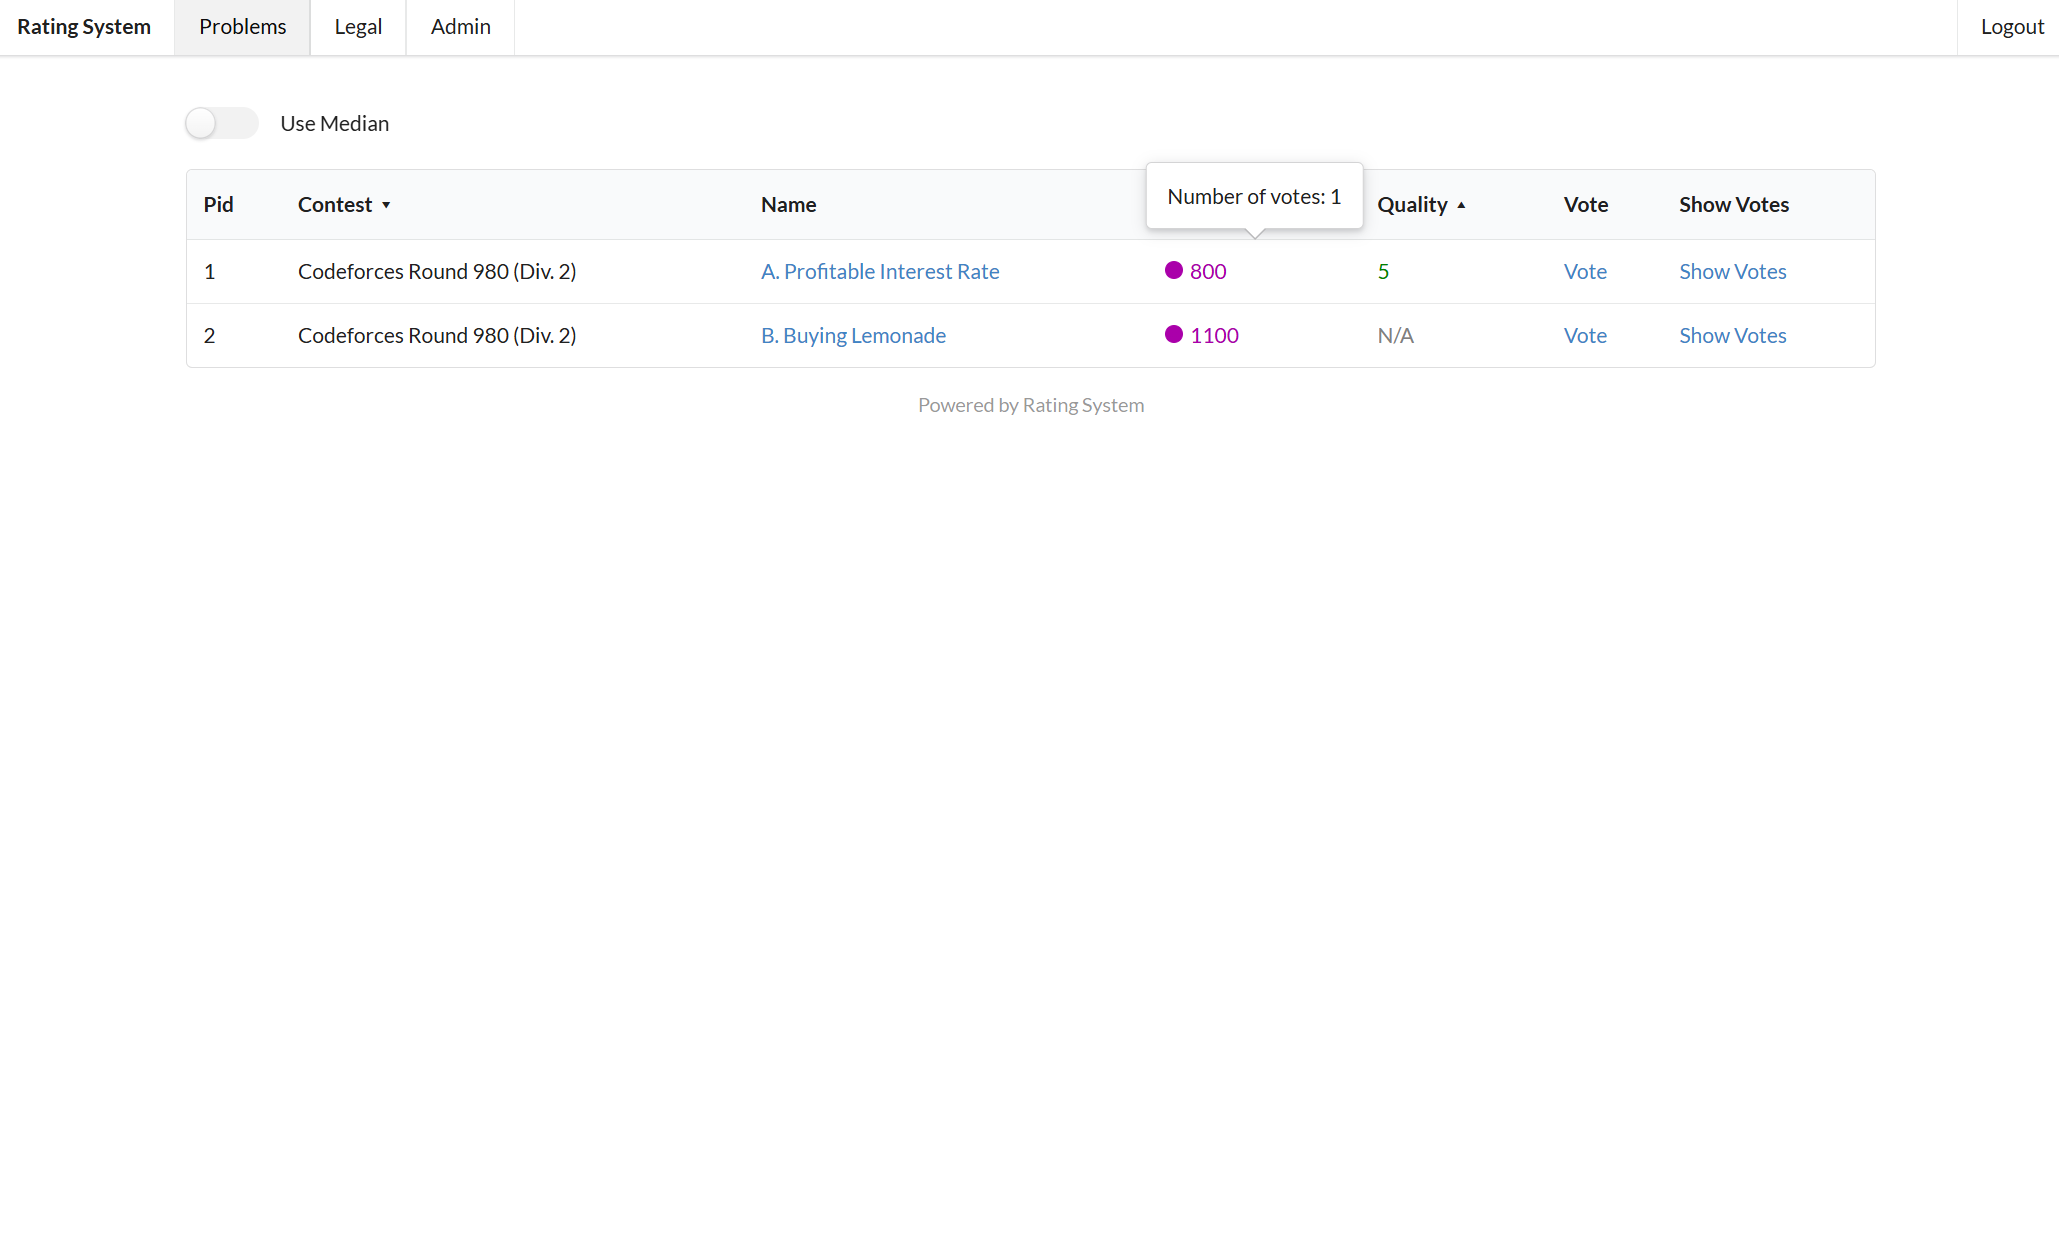 Rating System Problems Legal Admin Logout
Use Median
Number of votes: 1
Pid Contest Name Quality Vote Show Votes
1 Codeforces Round 980 (Div. 2) A. Profitable Interest Rate 800 5 Vote Show Votes
2 Codeforces Round 980 (Div. 2) B. Buying Lemonade 1100 N/A Vote Show Votes
Powered by Rating System